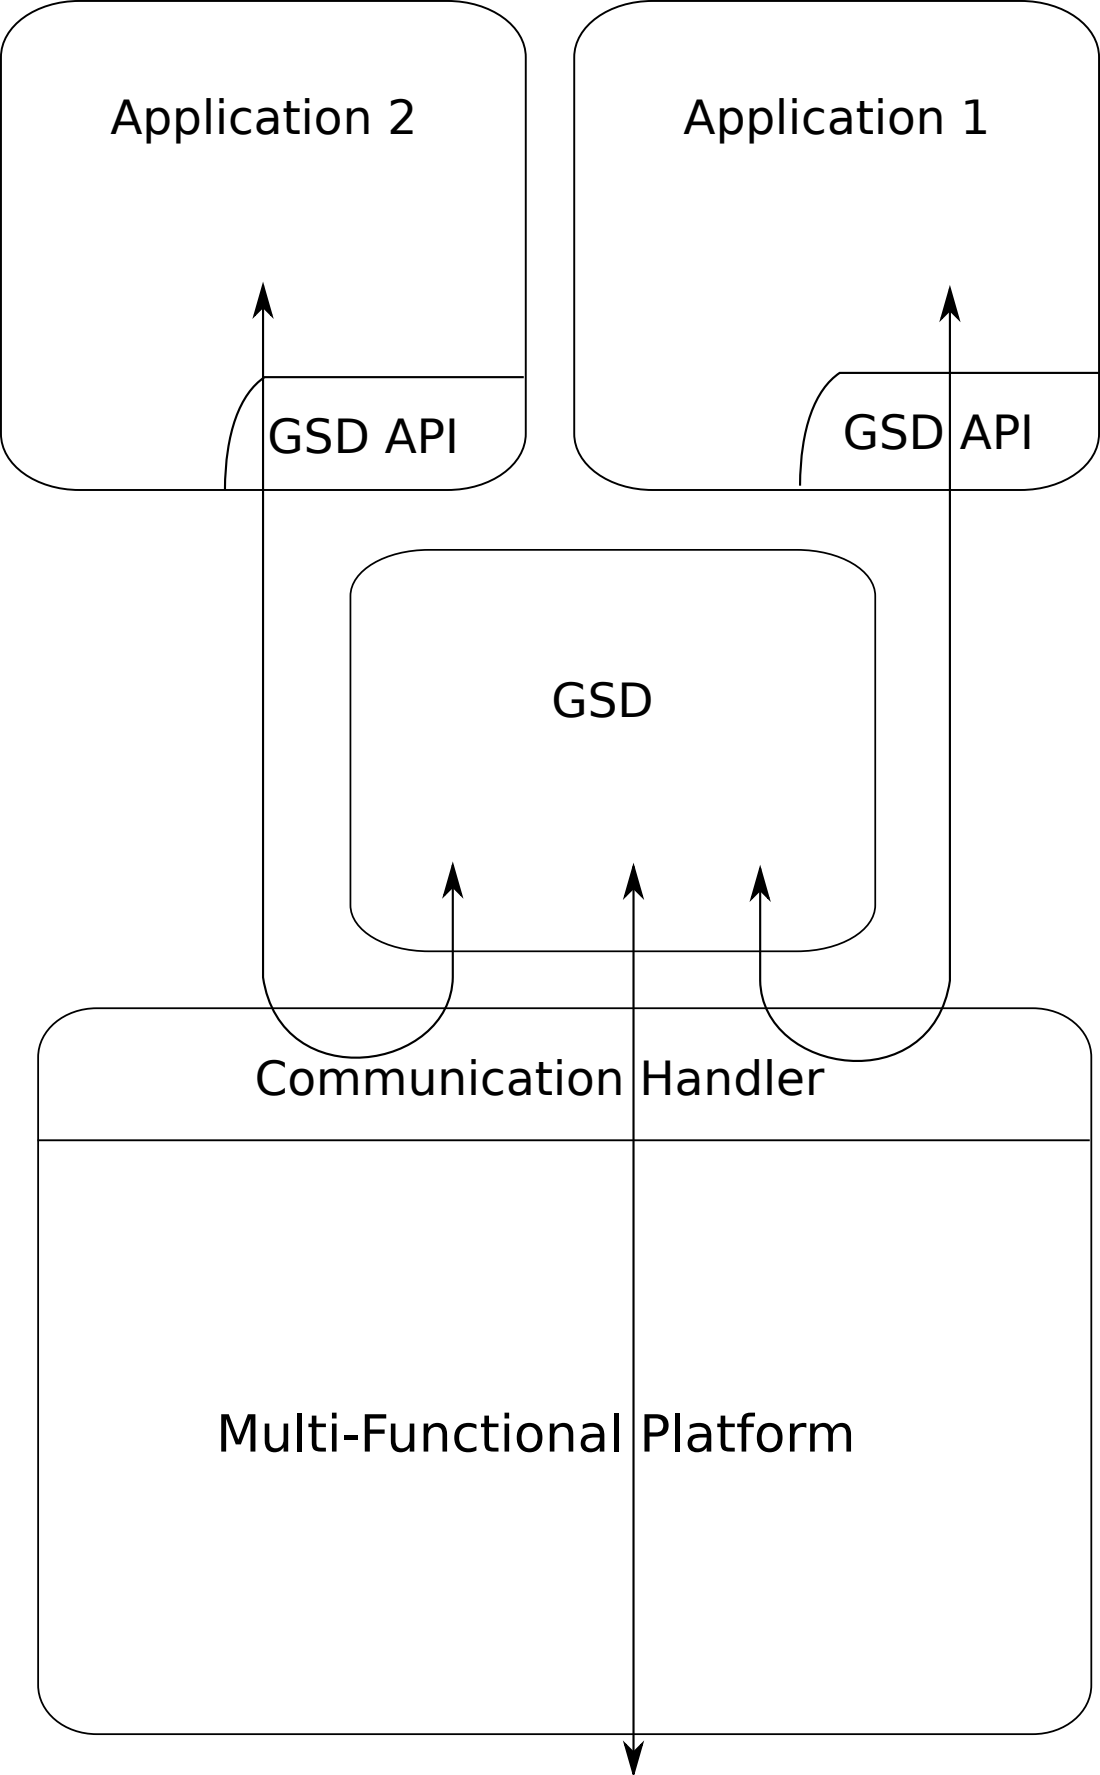 Application 2
Application 1
GSD API
GSD API
GSD
Communication Handler
Multi-Functional Platform